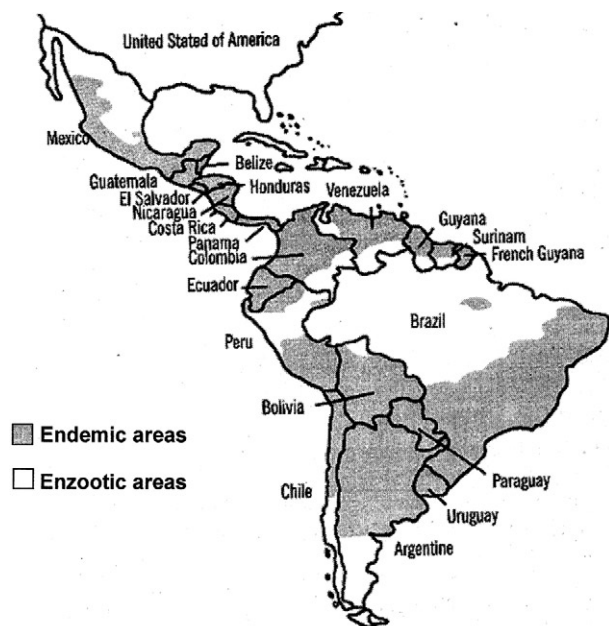 United States of America
Mexico
Belize
Guatemala
Honduras
Venezuela
El Salvador
Nicaragua
Guyana
Costa Rica
Surinam
Panama
French Guyana
Colombia
Ecuador
Brazil
Peru
Bolivia
Endemic areas
Enzootic areas
Chile
Paraguay
Uruguay
Argentine